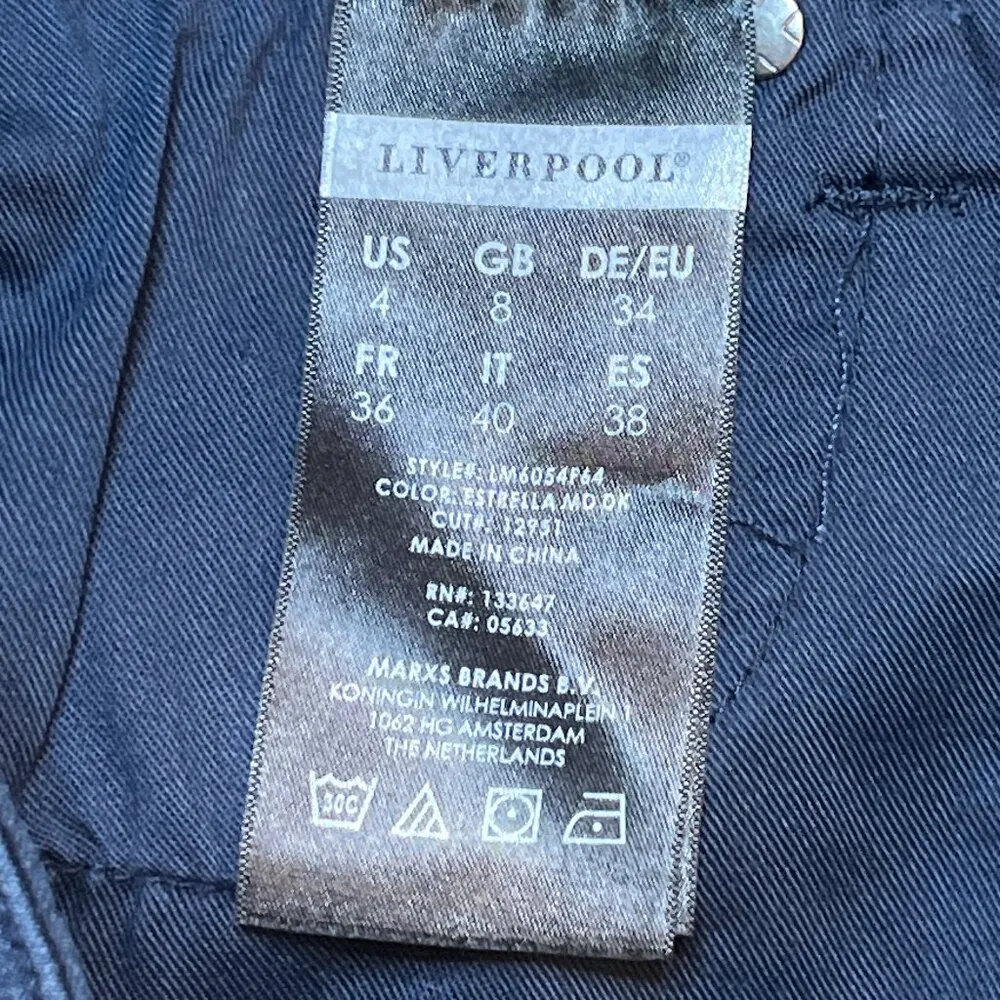 LIVERPOOL®
US GB DE/EU
4 8 34
FR IT ES
36 40 38
STYLE#: LM6054P64
COLOR: ESTRELLA MD DK
CUT#: 12951
MADE IN CHINA
RN#: 133647
CA#: 05633
MARXS BRANDS B.V.
KONINGIN WILHELMINAPLEIN 1
1062 HG AMSTERDAM
THE NETHERLANDS
30C